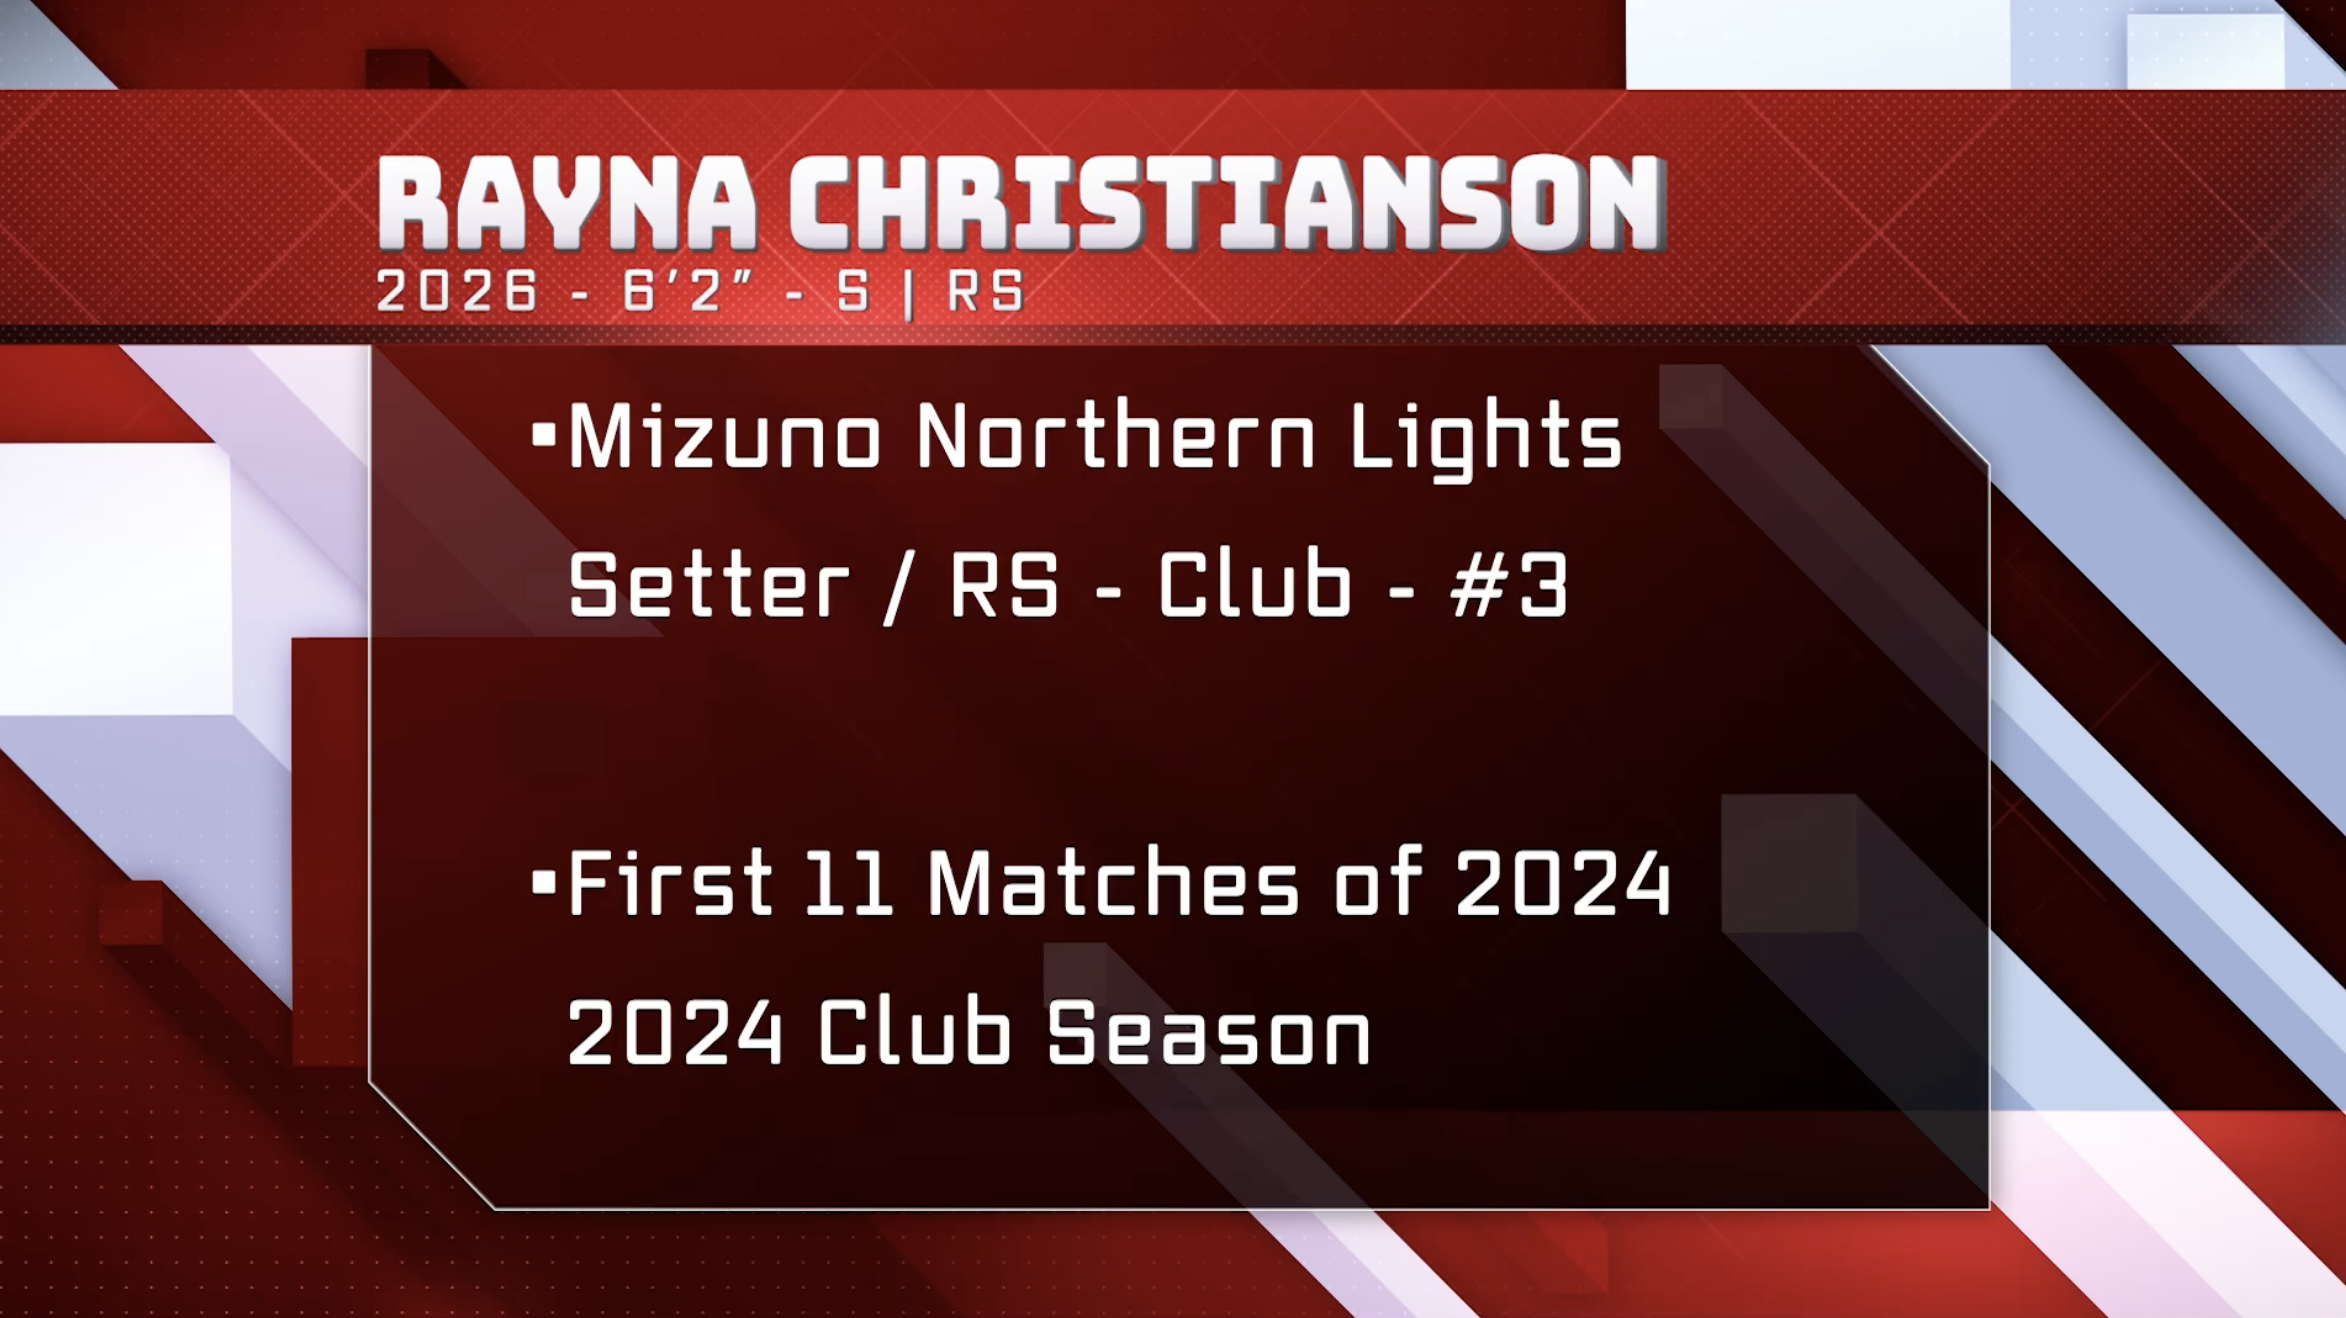 RAYNA CHRISTIANSON
2026 - 6'2" - S | RS
▪Mizuno Northern Lights
Setter / RS - Club - #3
▪First 11 Matches of 2024
2024 Club Season